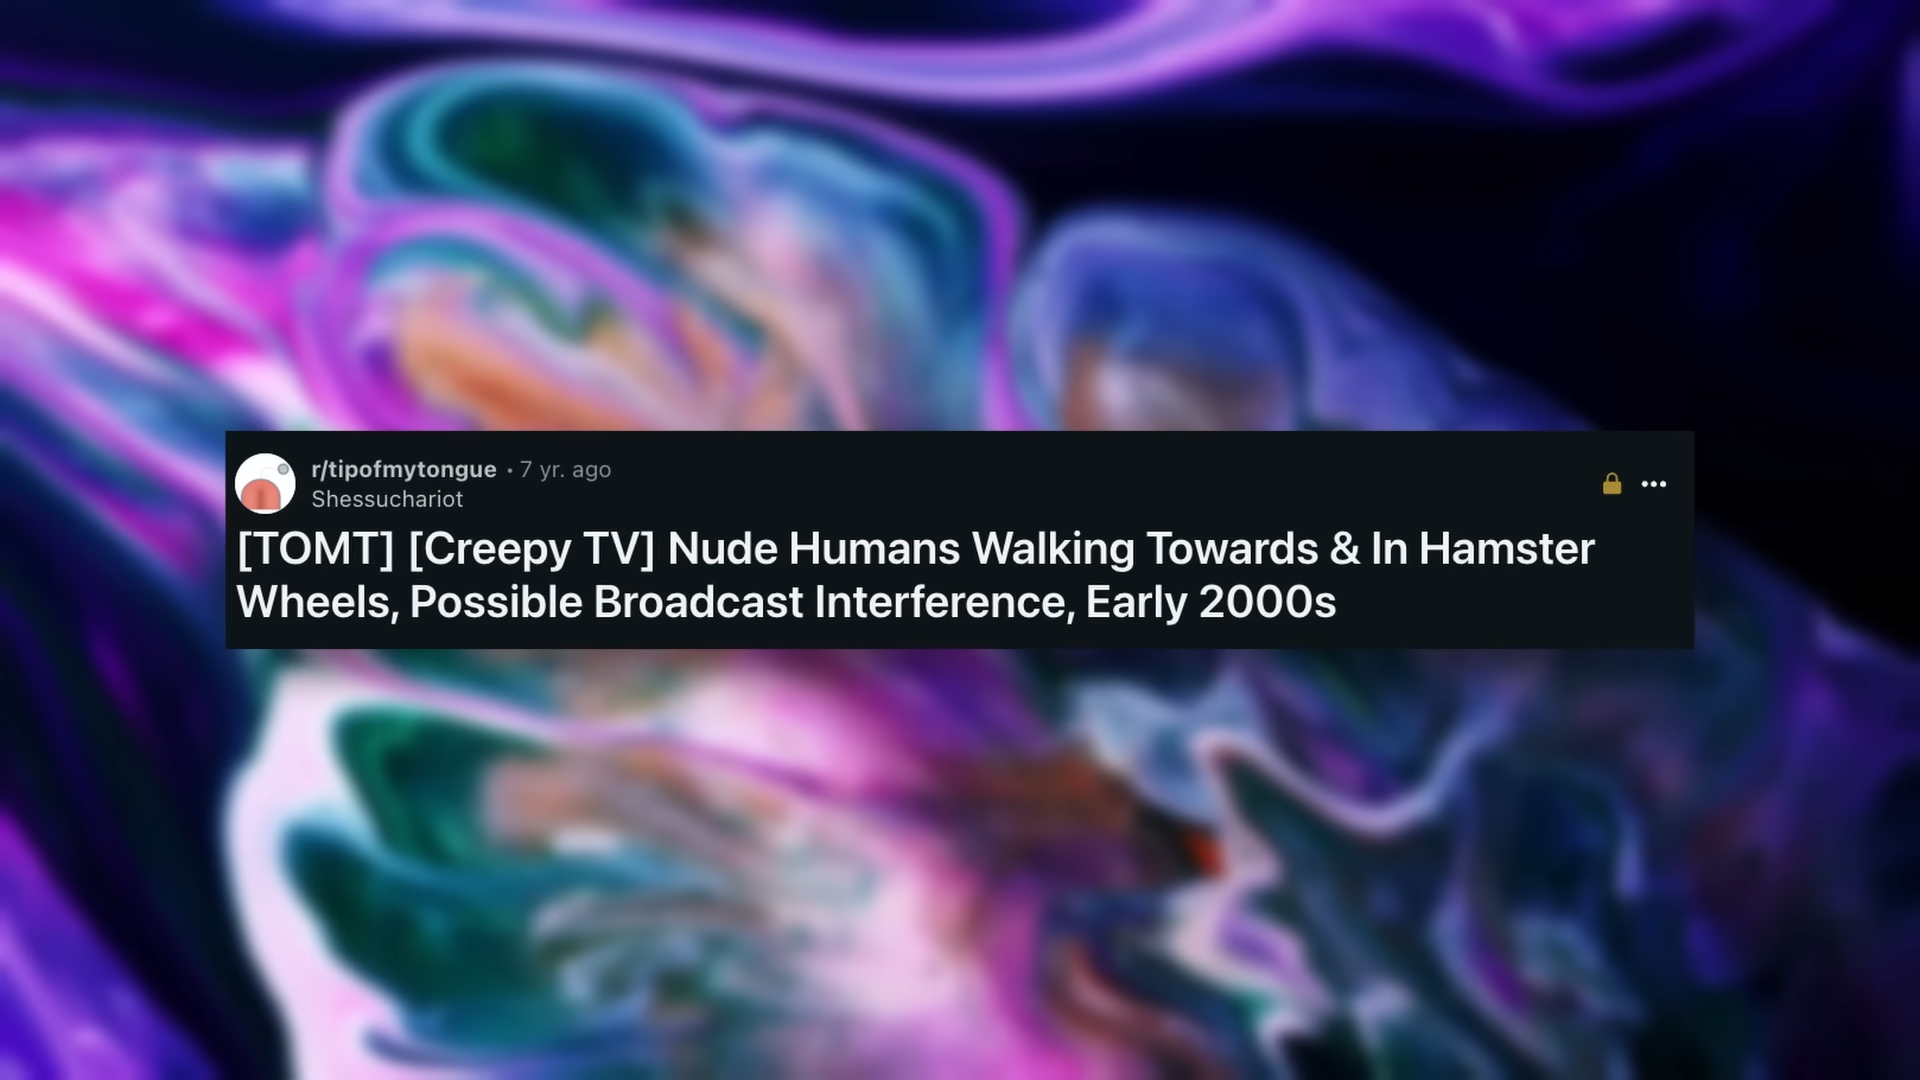 r/tipofmytongue • 7 yr. ago
Shessuchariot
[TOMT] [Creepy TV] Nude Humans Walking Towards & In Hamster
Wheels, Possible Broadcast Interference, Early 2000s